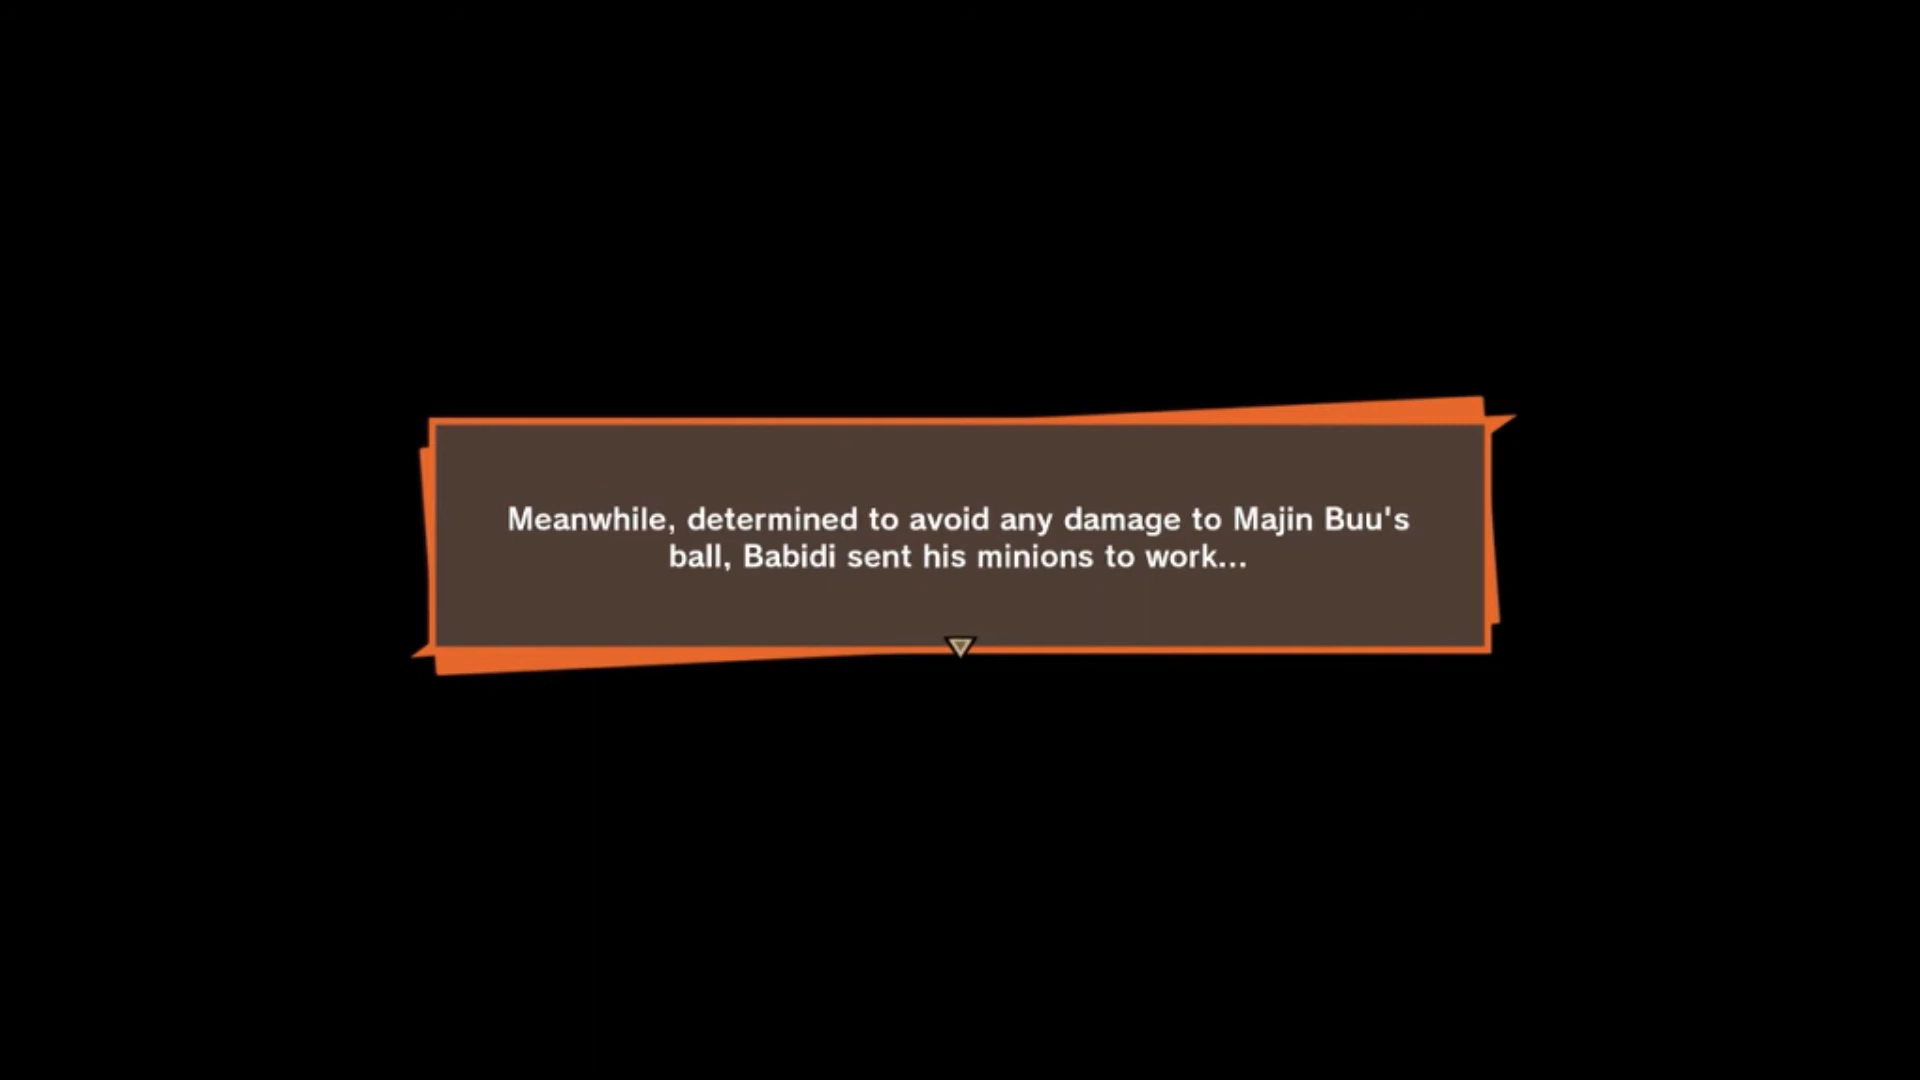 Meanwhile, determined to avoid any damage to Majin Buu's
ball, Babidi sent his minions to work...